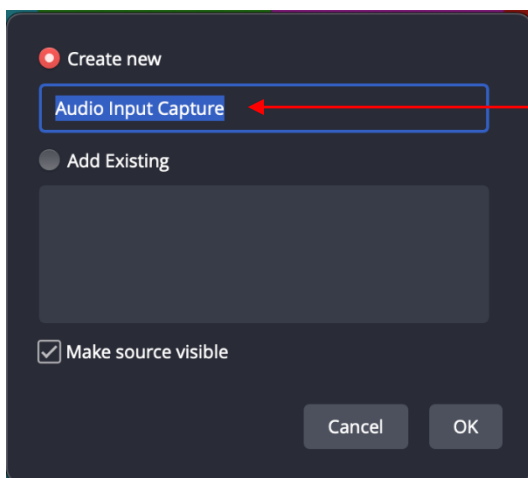 Create new
Audio Input Capture
Add Existing
Make source visible
Cancel OK